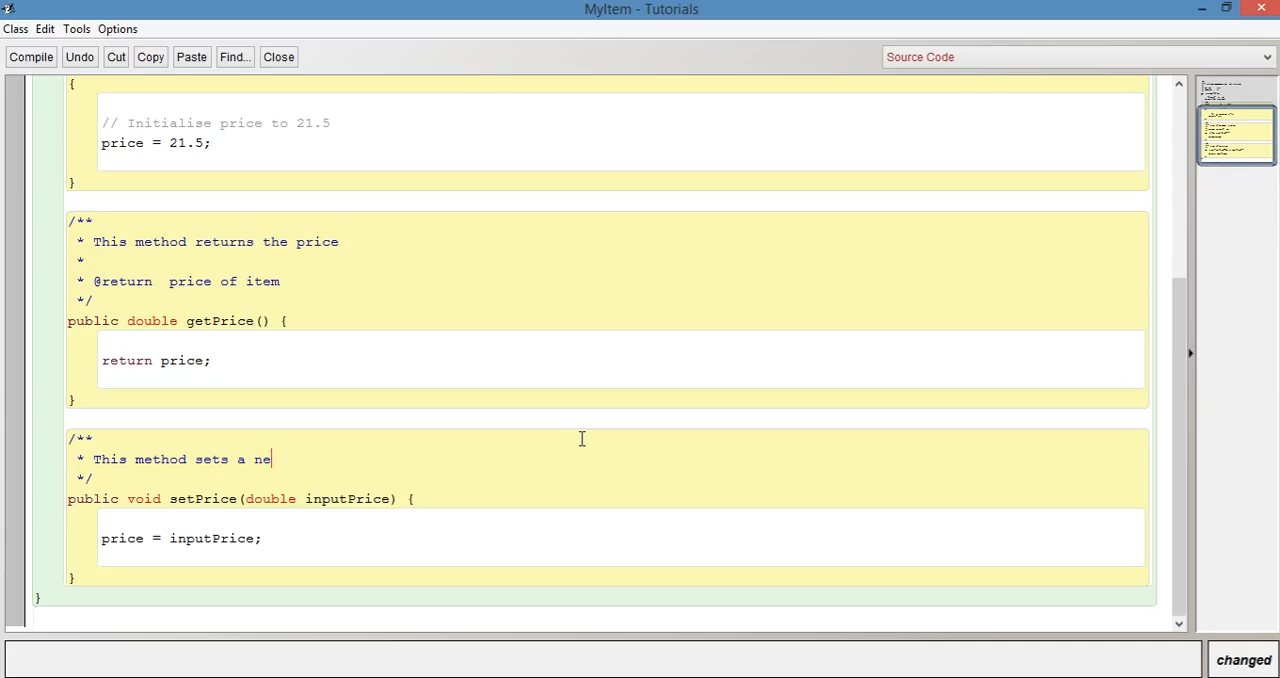 MyItem - Tutorials
Class Edit Tools Options
Compile Undo Cut Copy Paste Find... Close Source Code
{
// Initialise price to 21.5
price = 21.5;
}
/**
* This method returns the price
*
* @return  price of item
*/
public double getPrice() {
return price;
}
/**
* This method sets a ne
*/
public void setPrice(double inputPrice) {
price = inputPrice;
}
}
changed